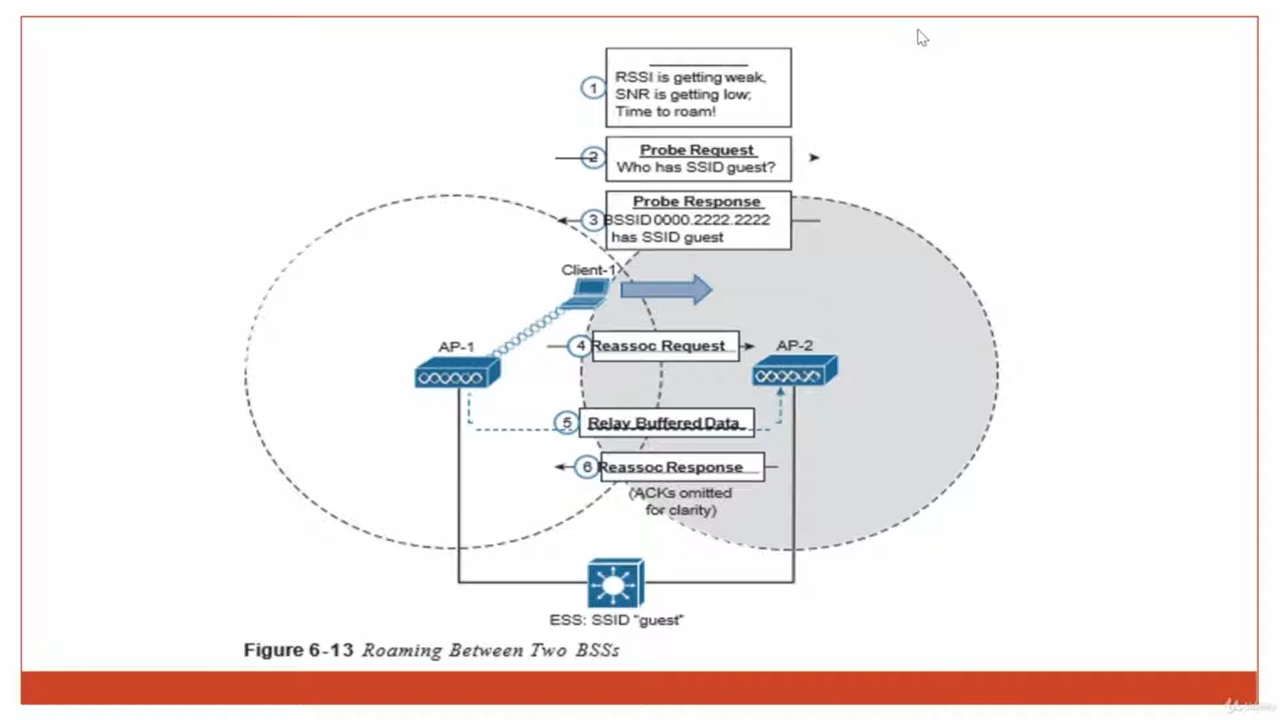 1
RSSI is getting weak,
SNR is getting low;
Time to roam!
2
Probe Request
Who has SSID guest?
3
Probe Response
BSSID 0000.2222.2222
has SSID guest
Client-1
AP-1
4
Reassoc Request
AP-2
5
Relay Buffered Data
6
Reassoc Response
(ACKs omitted
for clarity)
ESS: SSID "guest"
Figure 6-13 Roaming Between Two BSSs